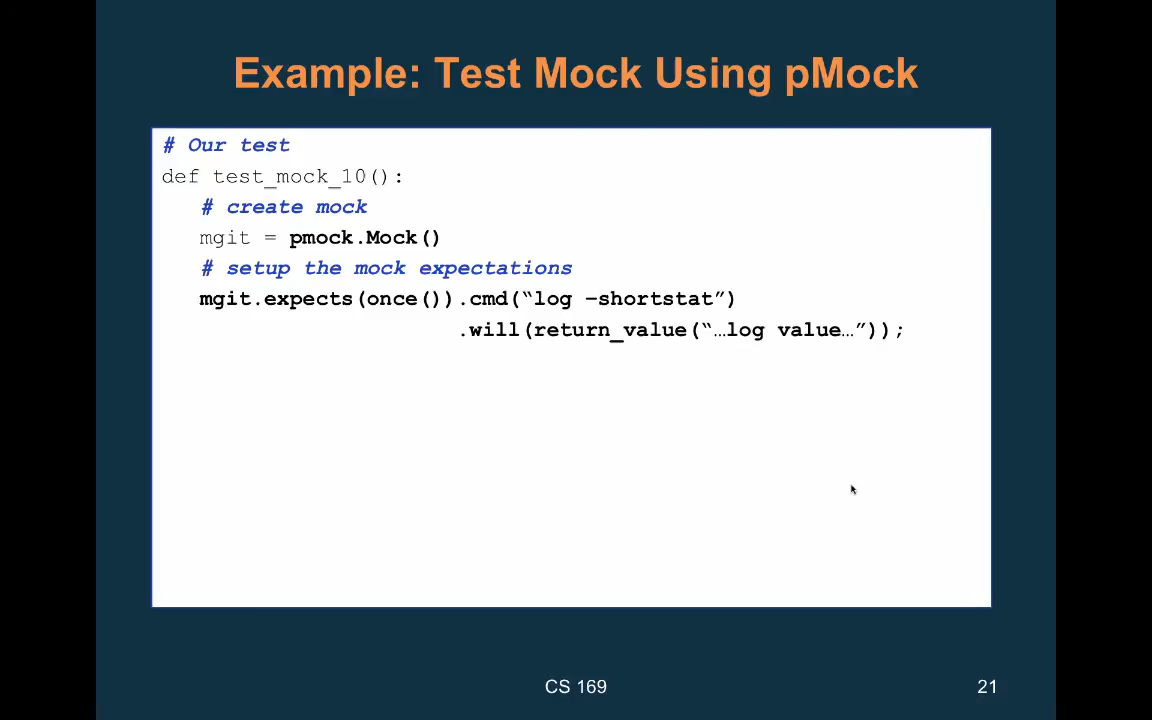 Example: Test Mock Using pMock
# Our test
def test_mock_10():
# create mock
mgit = pmock.Mock()
# setup the mock expectations
mgit.expects(once()).cmd(“log –shortstat”)
.will(return_value(“…log value…”));
CS 169
21